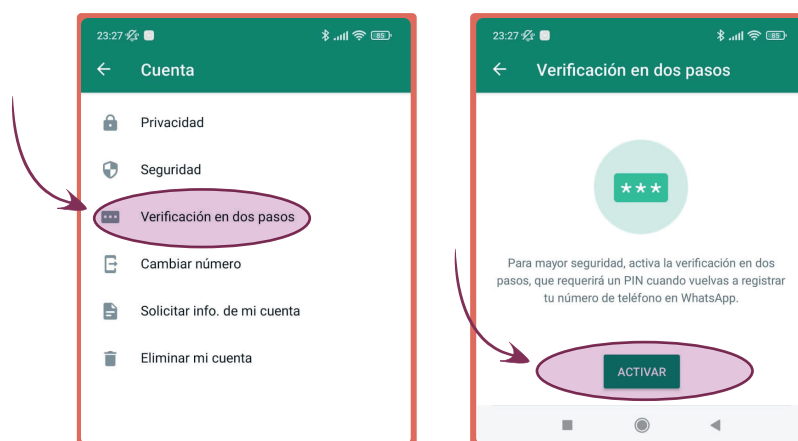 23:27
85
Cuenta
Privacidad
Seguridad
Verificación en dos pasos
Cambiar número
Solicitar info. de mi cuenta
Eliminar mi cuenta
23:27
85
Verificación en dos pasos
***
Para mayor seguridad, activa la verificación en dos
pasos, que requerirá un PIN cuando vuelvas a registrar
tu número de teléfono en WhatsApp.
ACTIVAR